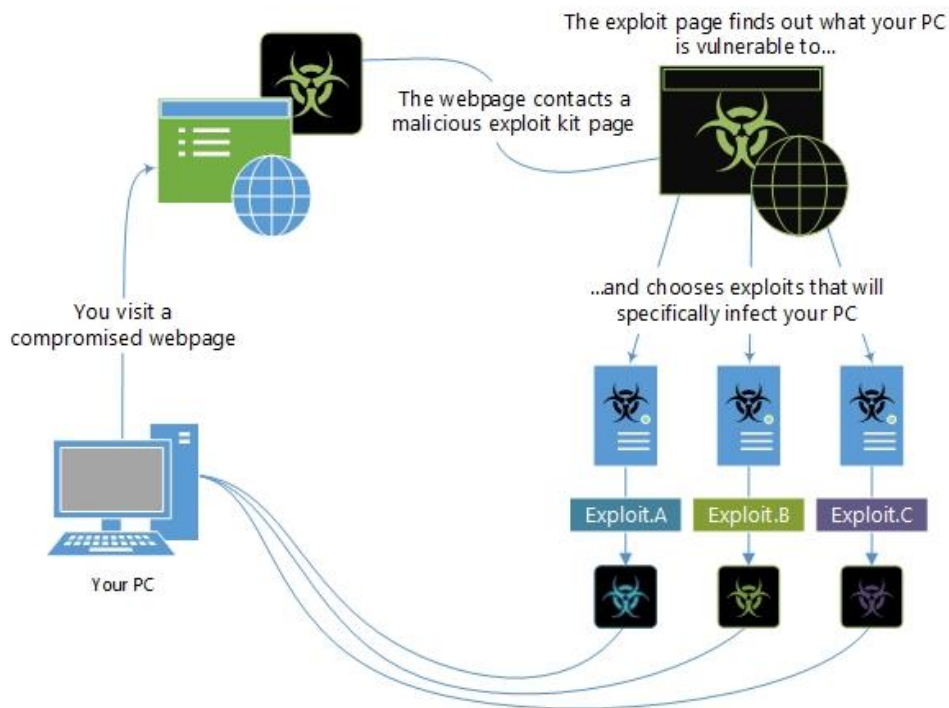 The exploit page finds out what your PC
is vulnerable to...
The webpage contacts a
malicious exploit kit page
...and chooses exploits that will
specifically infect your PC
You visit a
compromised webpage
Exploit.A
Exploit.B
Exploit.C
Your PC